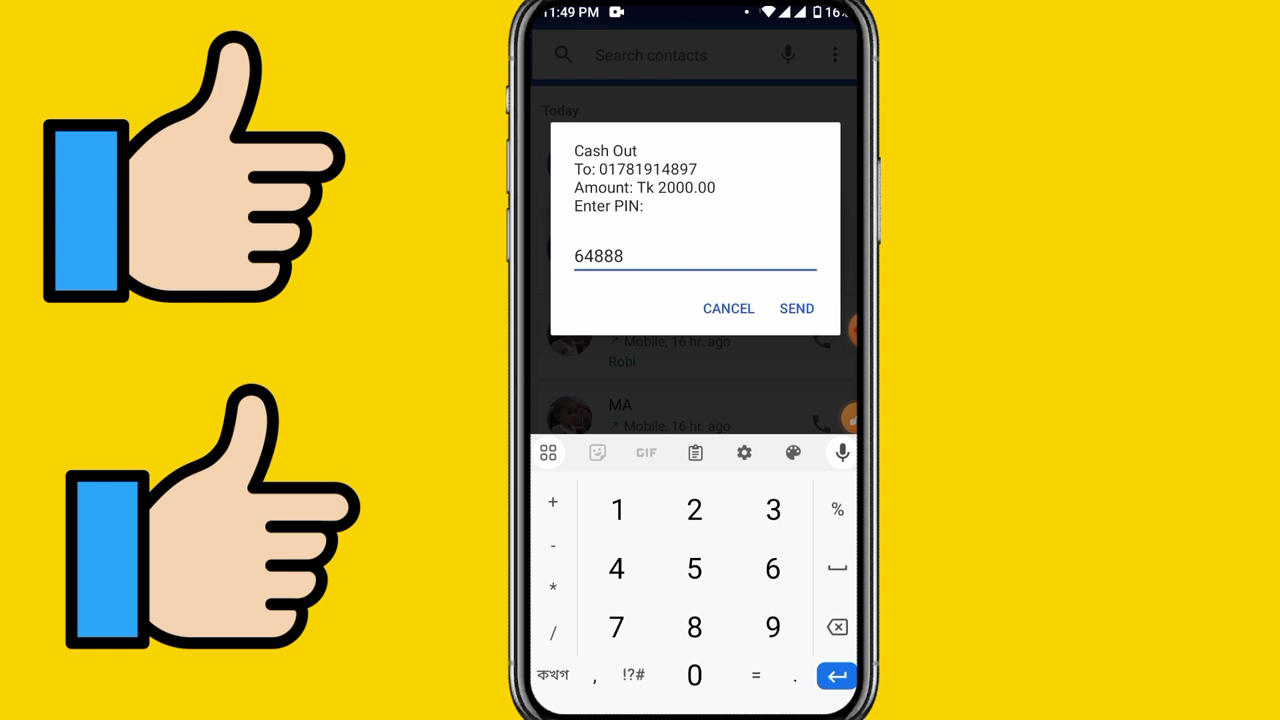 11:49 PM
16%
Search contacts
Today
Cash Out
To: 01781914897
Amount: Tk 2000.00
Enter PIN:
64888
CANCEL SEND
Mobile, 16 hr. ago
Robi
MA
Mobile, 16 hr. ago
GIF
+ 1 2 3 %
- 4 5 6
*
/ 7 8 9
কখগ , !?# 0 = .